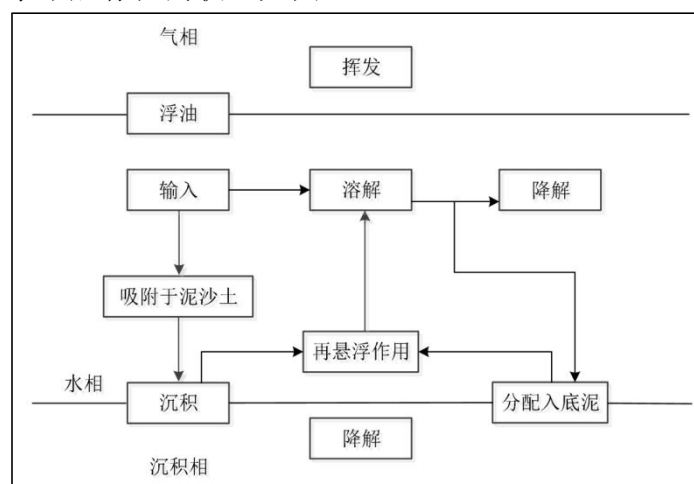 气相
挥发
浮油
输入
溶解
降解
吸附于泥沙土
再悬浮作用
水相
沉积
分配入底泥
降解
沉积相